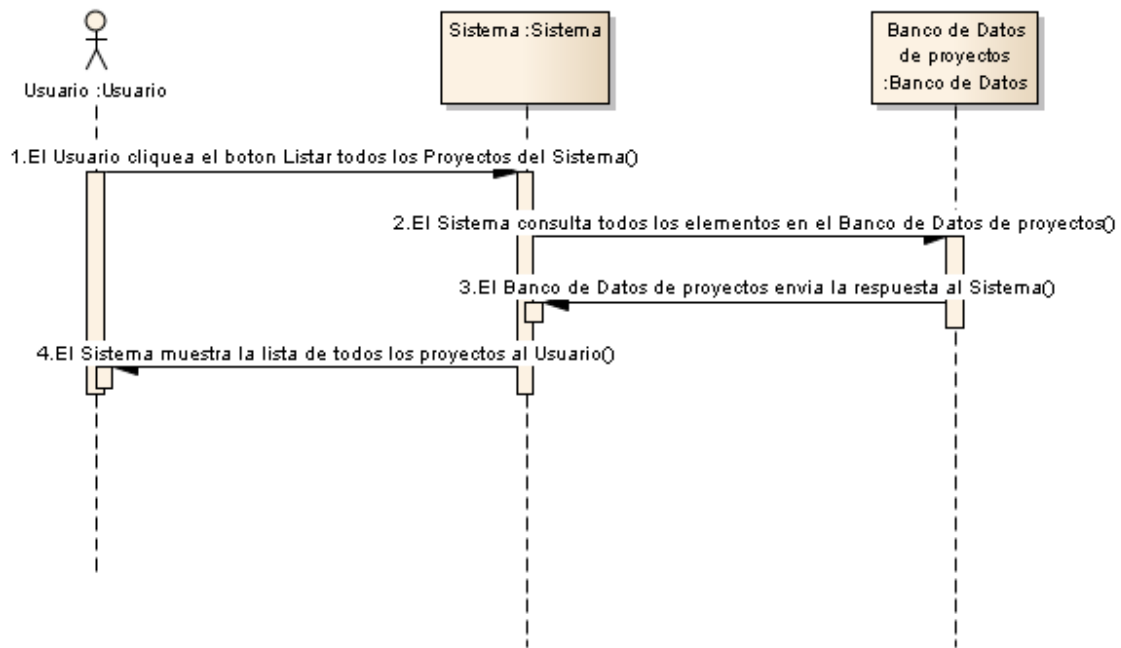 Usuario :Usuario
Sistema :Sistema
Banco de Datos
de proyectos
:Banco de Datos
1.El Usuario cliquea el boton Listar todos los Proyectos del Sistema()
2.El Sistema consulta todos los elementos en el Banco de Datos de proyectos()
3.El Banco de Datos de proyectos envia la respuesta al Sistema()
4.El Sistema muestra la lista de todos los proyectos al Usuario()